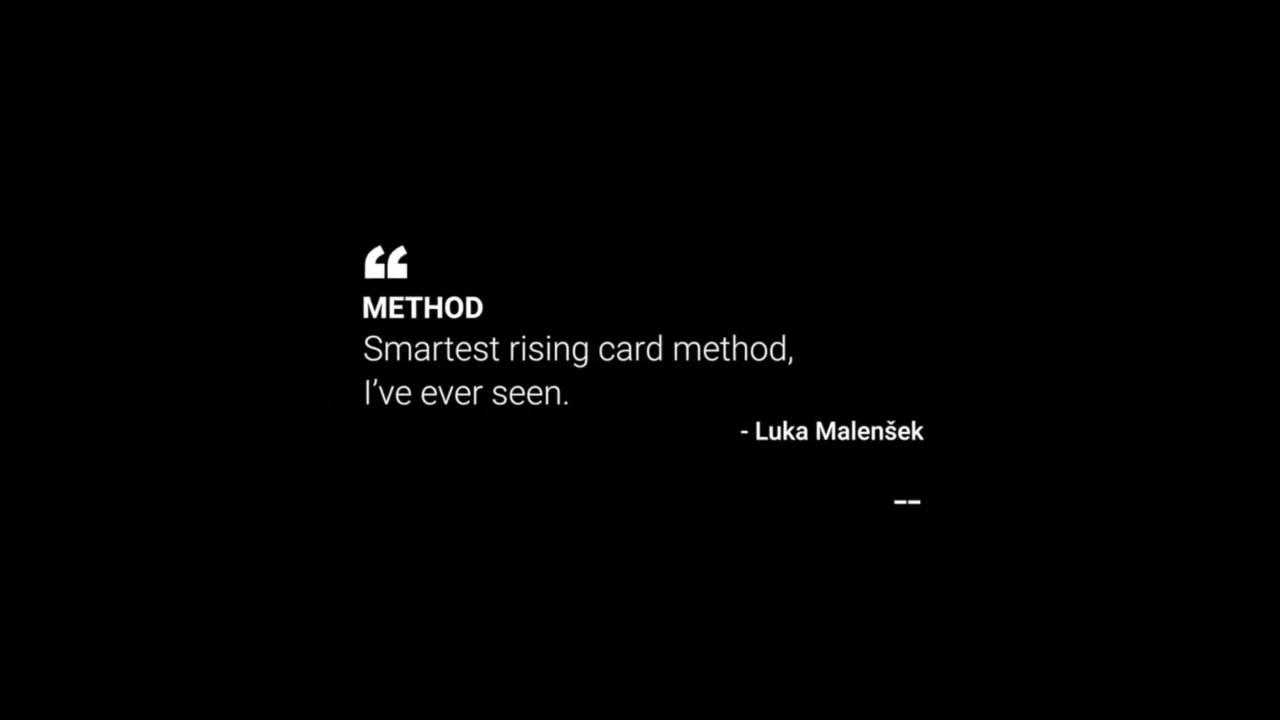 “
METHOD
Smartest rising card method,
I’ve ever seen.
- Luka Malenšek
--